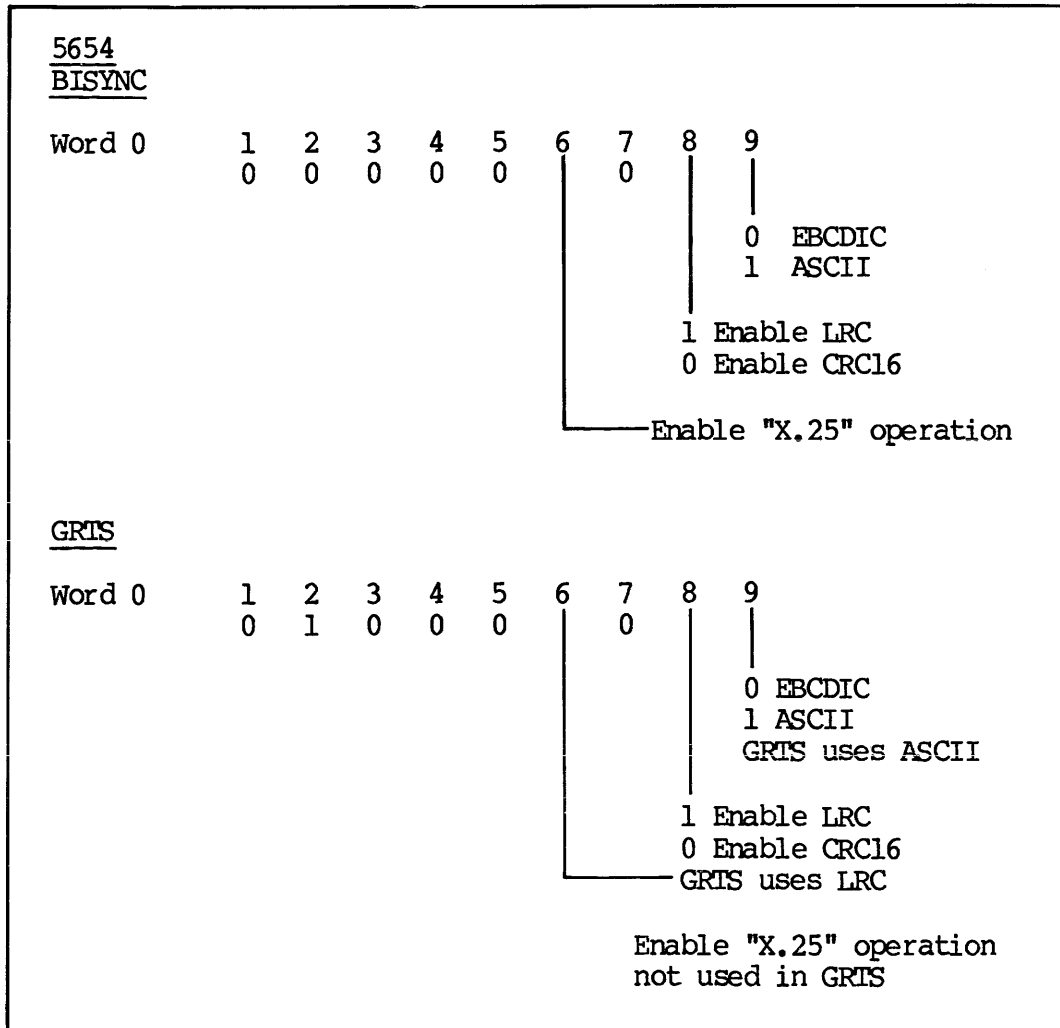 5654
BISYNC
Word 0 1 2 3 4 5 6 7 8 9
0 0 0 0 0 0
0 EBCDIC
1 ASCII
1 Enable LRC
0 Enable CRC16
Enable "X.25" operation
GRTS
Word 0 1 2 3 4 5 6 7 8 9
0 1 0 0 0 0
0 EBCDIC
1 ASCII
GRTS uses ASCII
1 Enable LRC
0 Enable CRC16
GRTS uses LRC
Enable "X.25" operation
not used in GRTS